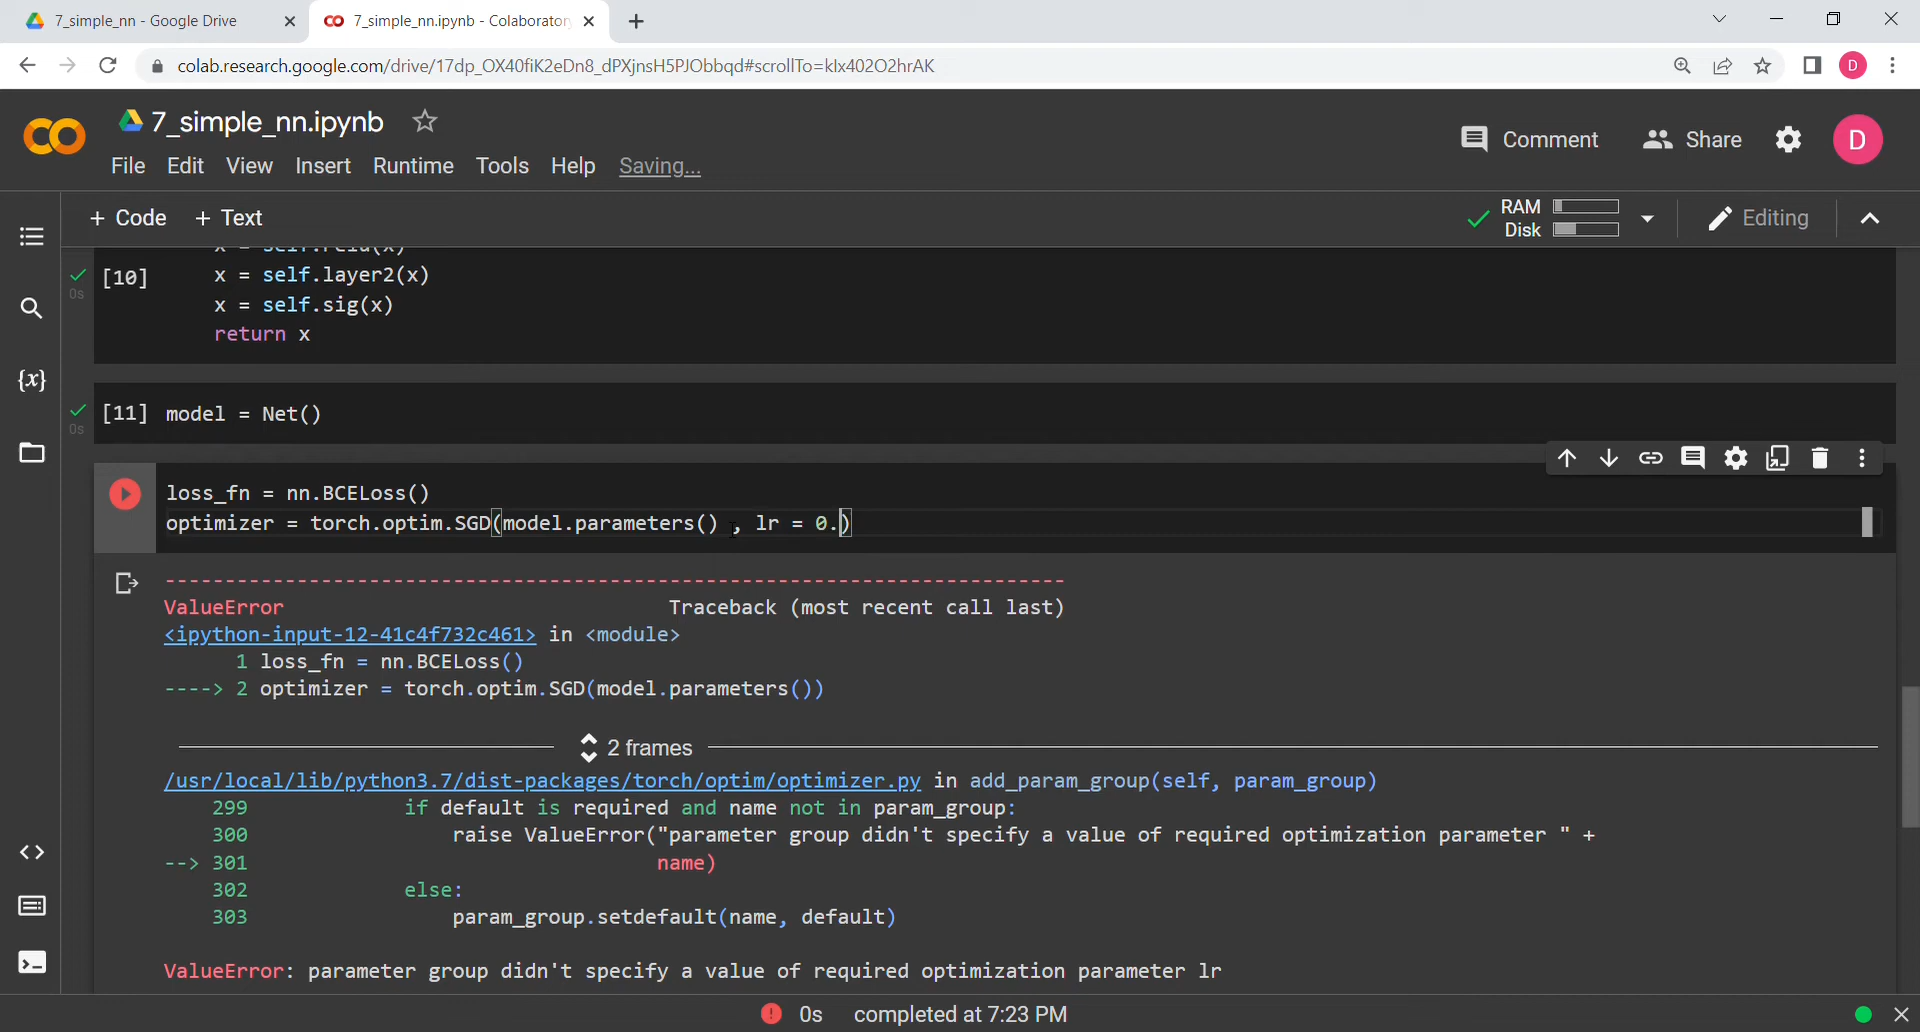 7_simple_nn - Google Drive
7_simple_nn.ipynb - Colaborator
colab.research.google.com/drive/17dp_OX40fiK2eDn8_dPXjnsH5PJObbqd#scrollTo=klx402O2hrAK
D
7_simple_nn.ipynb
Comment
Share
D
File Edit View Insert Runtime Tools Help Saving...
+ Code + Text
RAM
Disk
Editing
x = self.relu(x)
[10] x = self.layer2(x)
0s
x = self.sig(x)
return x
[11] model = Net()
0s
loss_fn = nn.BCELoss()
optimizer = torch.optim.SGD(model.parameters() , lr = 0.)
---------------------------------------------------------------------------
ValueError Traceback (most recent call last)
<ipython-input-12-41c4f732c461> in <module>
1 loss_fn = nn.BCELoss()
----> 2 optimizer = torch.optim.SGD(model.parameters())
2 frames
/usr/local/lib/python3.7/dist-packages/torch/optim/optimizer.py in add_param_group(self, param_group)
299 if default is required and name not in param_group:
300 raise ValueError("parameter group didn't specify a value of required optimization parameter " +
--> 301 name)
302 else:
303 param_group.setdefault(name, default)
ValueError: parameter group didn't specify a value of required optimization parameter lr
0s completed at 7:23 PM